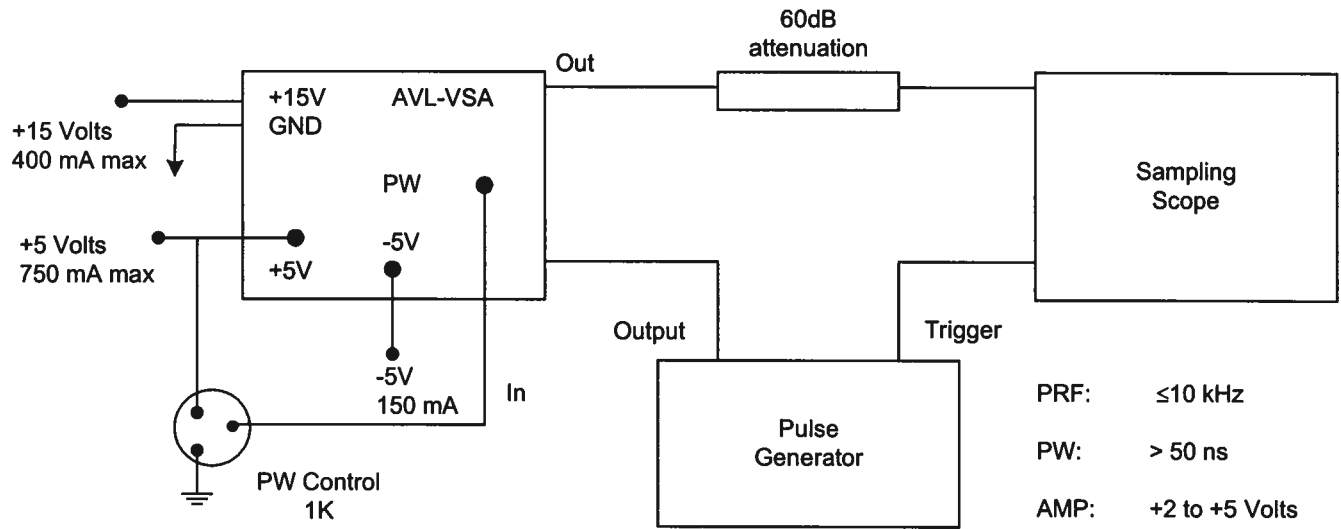 60dB
attenuation
Out
+15V
AVL-VSA
GND
+15 Volts
400 mA max
PW
Sampling
Scope
-5V
+5 Volts
750 mA max
+5V
Output
Trigger
-5V
150 mA
In
PW Control
1K
Pulse
Generator
PRF: ≤10 kHz
PW: > 50 ns
AMP: +2 to +5 Volts